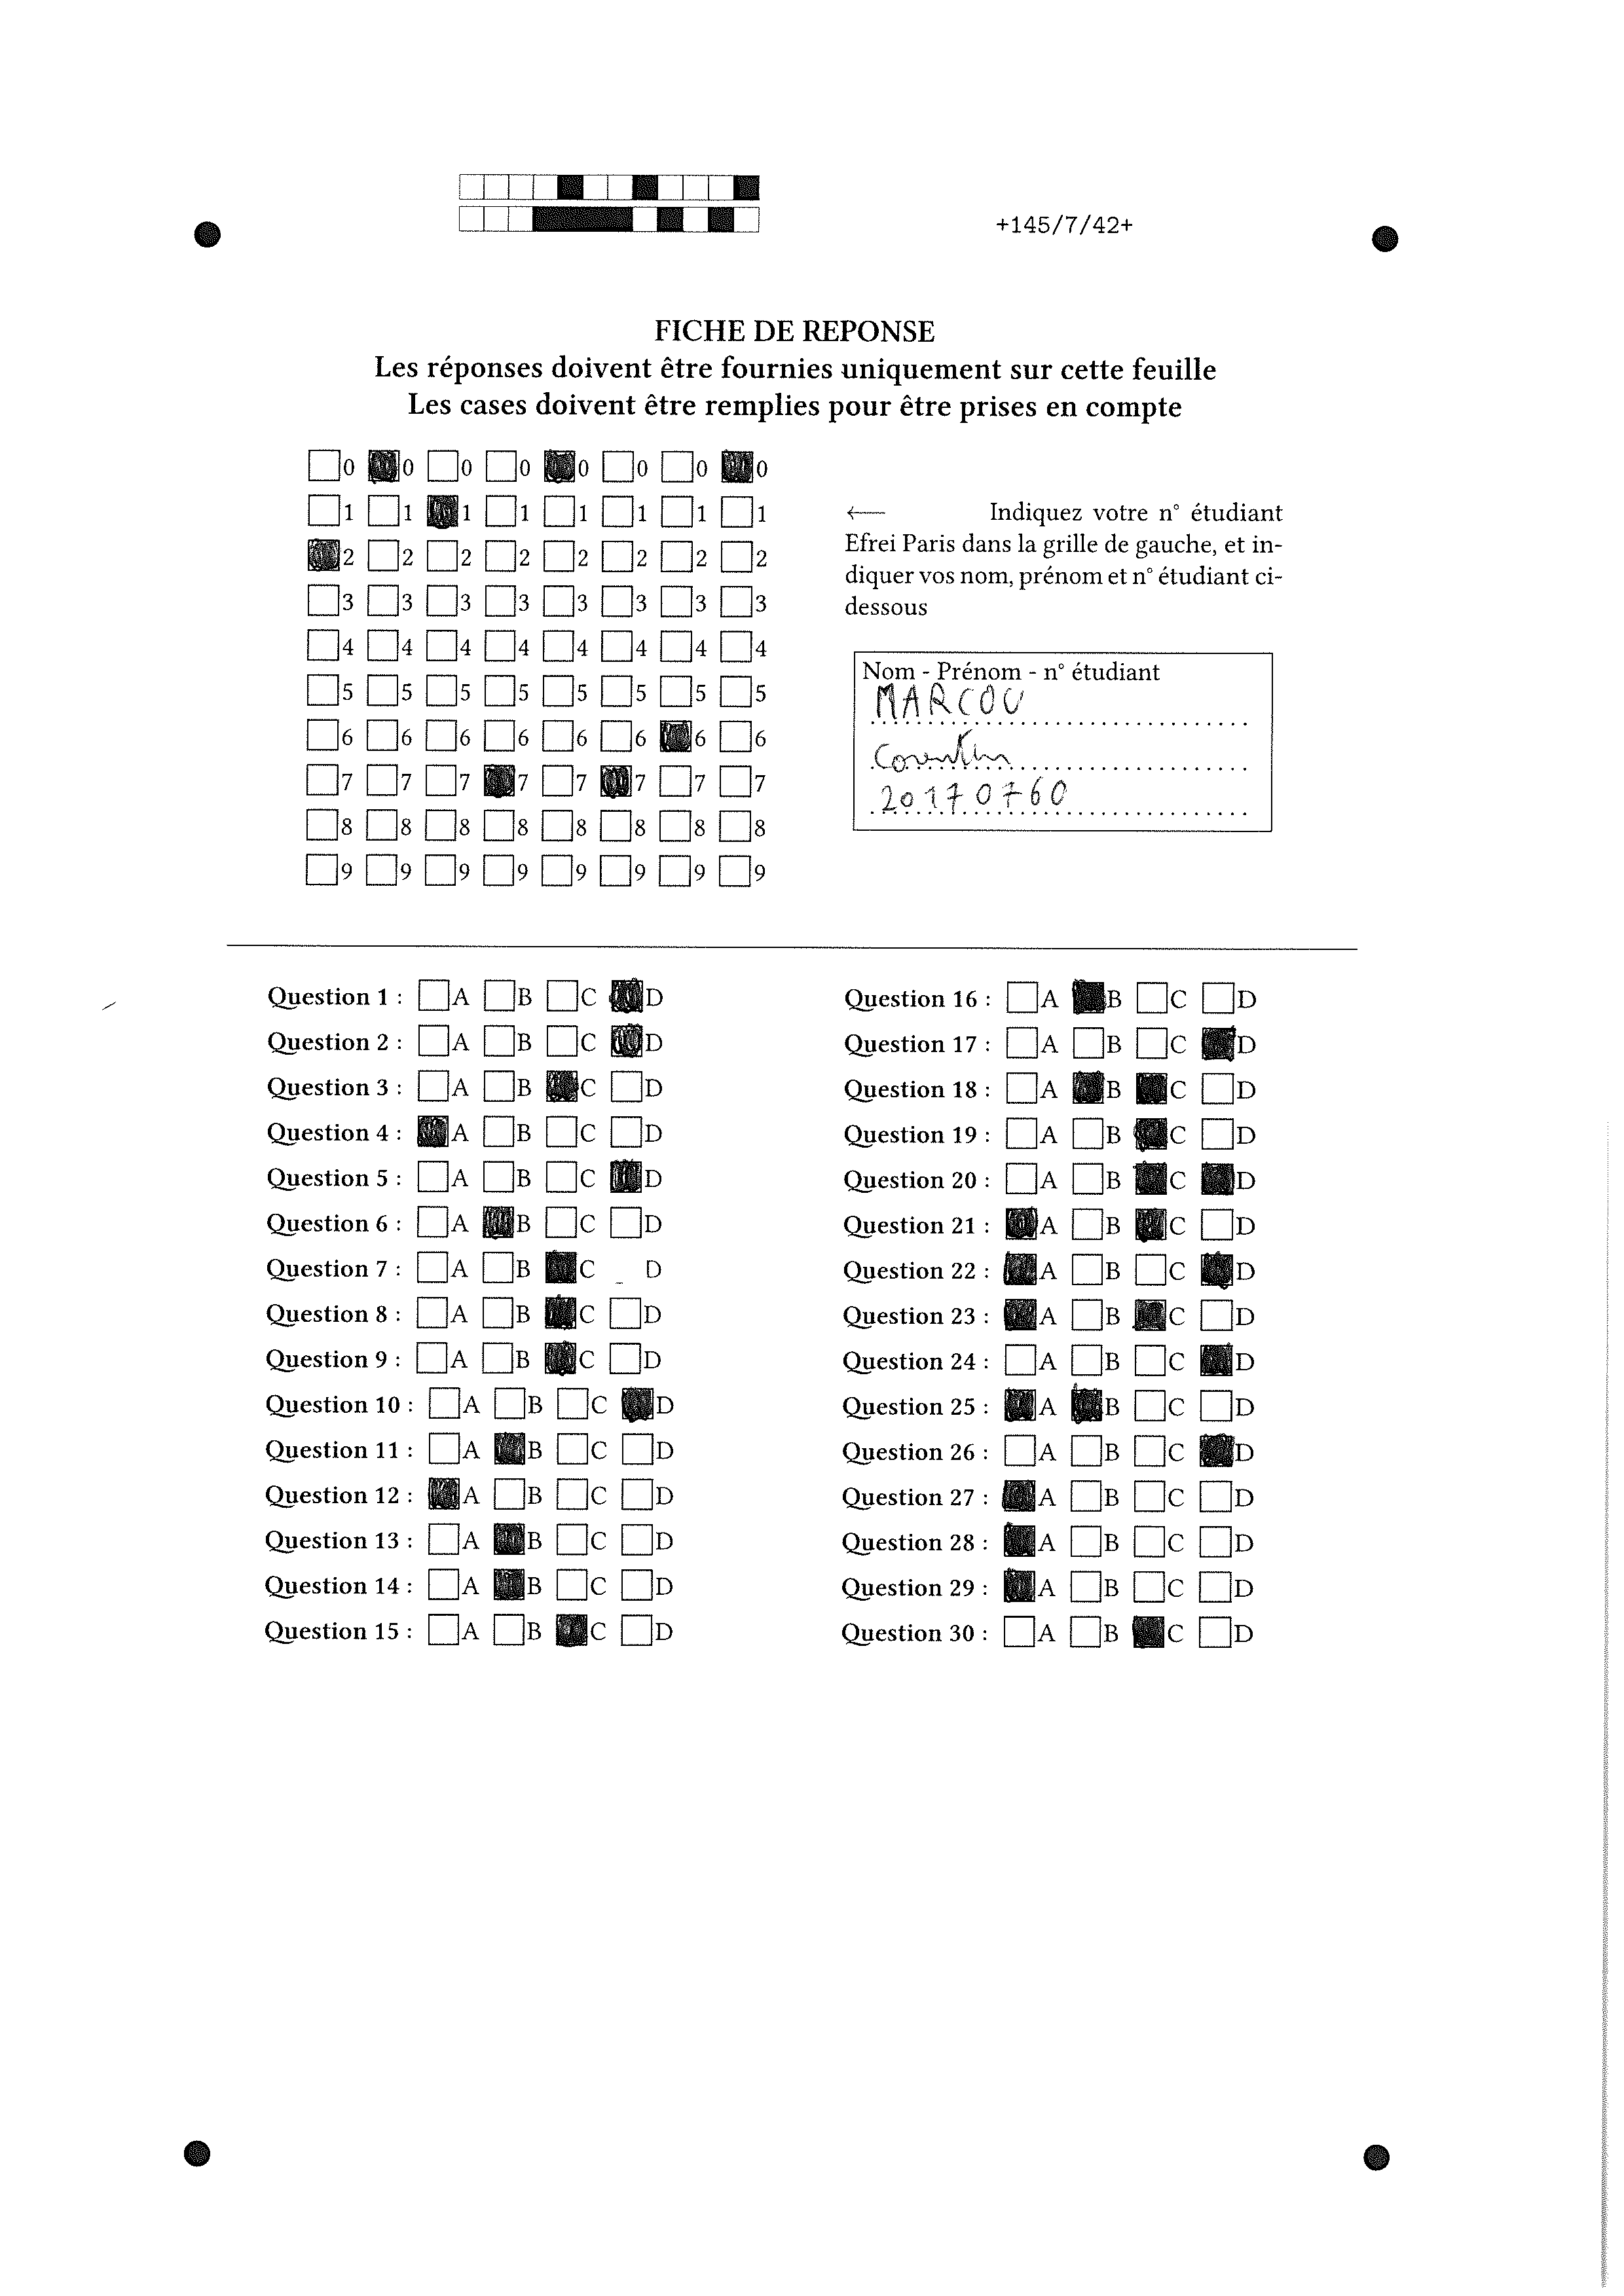 +145/7/42+
FICHE DE REPONSE
Les réponses doivent être fournies uniquement sur cette feuille
Les cases doivent être remplies pour être prises en compte
0 0 0 0 0 0 0 0
1 1 1 1 1 1 1 1
2 2 2 2 2 2 2 2
3 3 3 3 3 3 3 3
4 4 4 4 4 4 4 4
5 5 5 5 5 5 5 5
6 6 6 6 6 6 6 6
7 7 7 7 7 7 7 7
8 8 8 8 8 8 8 8
9 9 9 9 9 9 9 9
← Indiquez votre n° étudiant
Efrei Paris dans la grille de gauche, et in-
diquer vos nom, prénom et n° étudiant ci-
dessous
Nom - Prénom - n° étudiant
MARCOU
Corentin
20170760
Question 1 : A B C D
Question 2 : A B C D
Question 3 : A B C D
Question 4 : A B C D
Question 5 : A B C D
Question 6 : A B C D
Question 7 : A B C D
Question 8 : A B C D
Question 9 : A B C D
Question 10 : A B C D
Question 11 : A B C D
Question 12 : A B C D
Question 13 : A B C D
Question 14 : A B C D
Question 15 : A B C D
Question 16 : A B C D
Question 17 : A B C D
Question 18 : A B C D
Question 19 : A B C D
Question 20 : A B C D
Question 21 : A B C D
Question 22 : A B C D
Question 23 : A B C D
Question 24 : A B C D
Question 25 : A B C D
Question 26 : A B C D
Question 27 : A B C D
Question 28 : A B C D
Question 29 : A B C D
Question 30 : A B C D